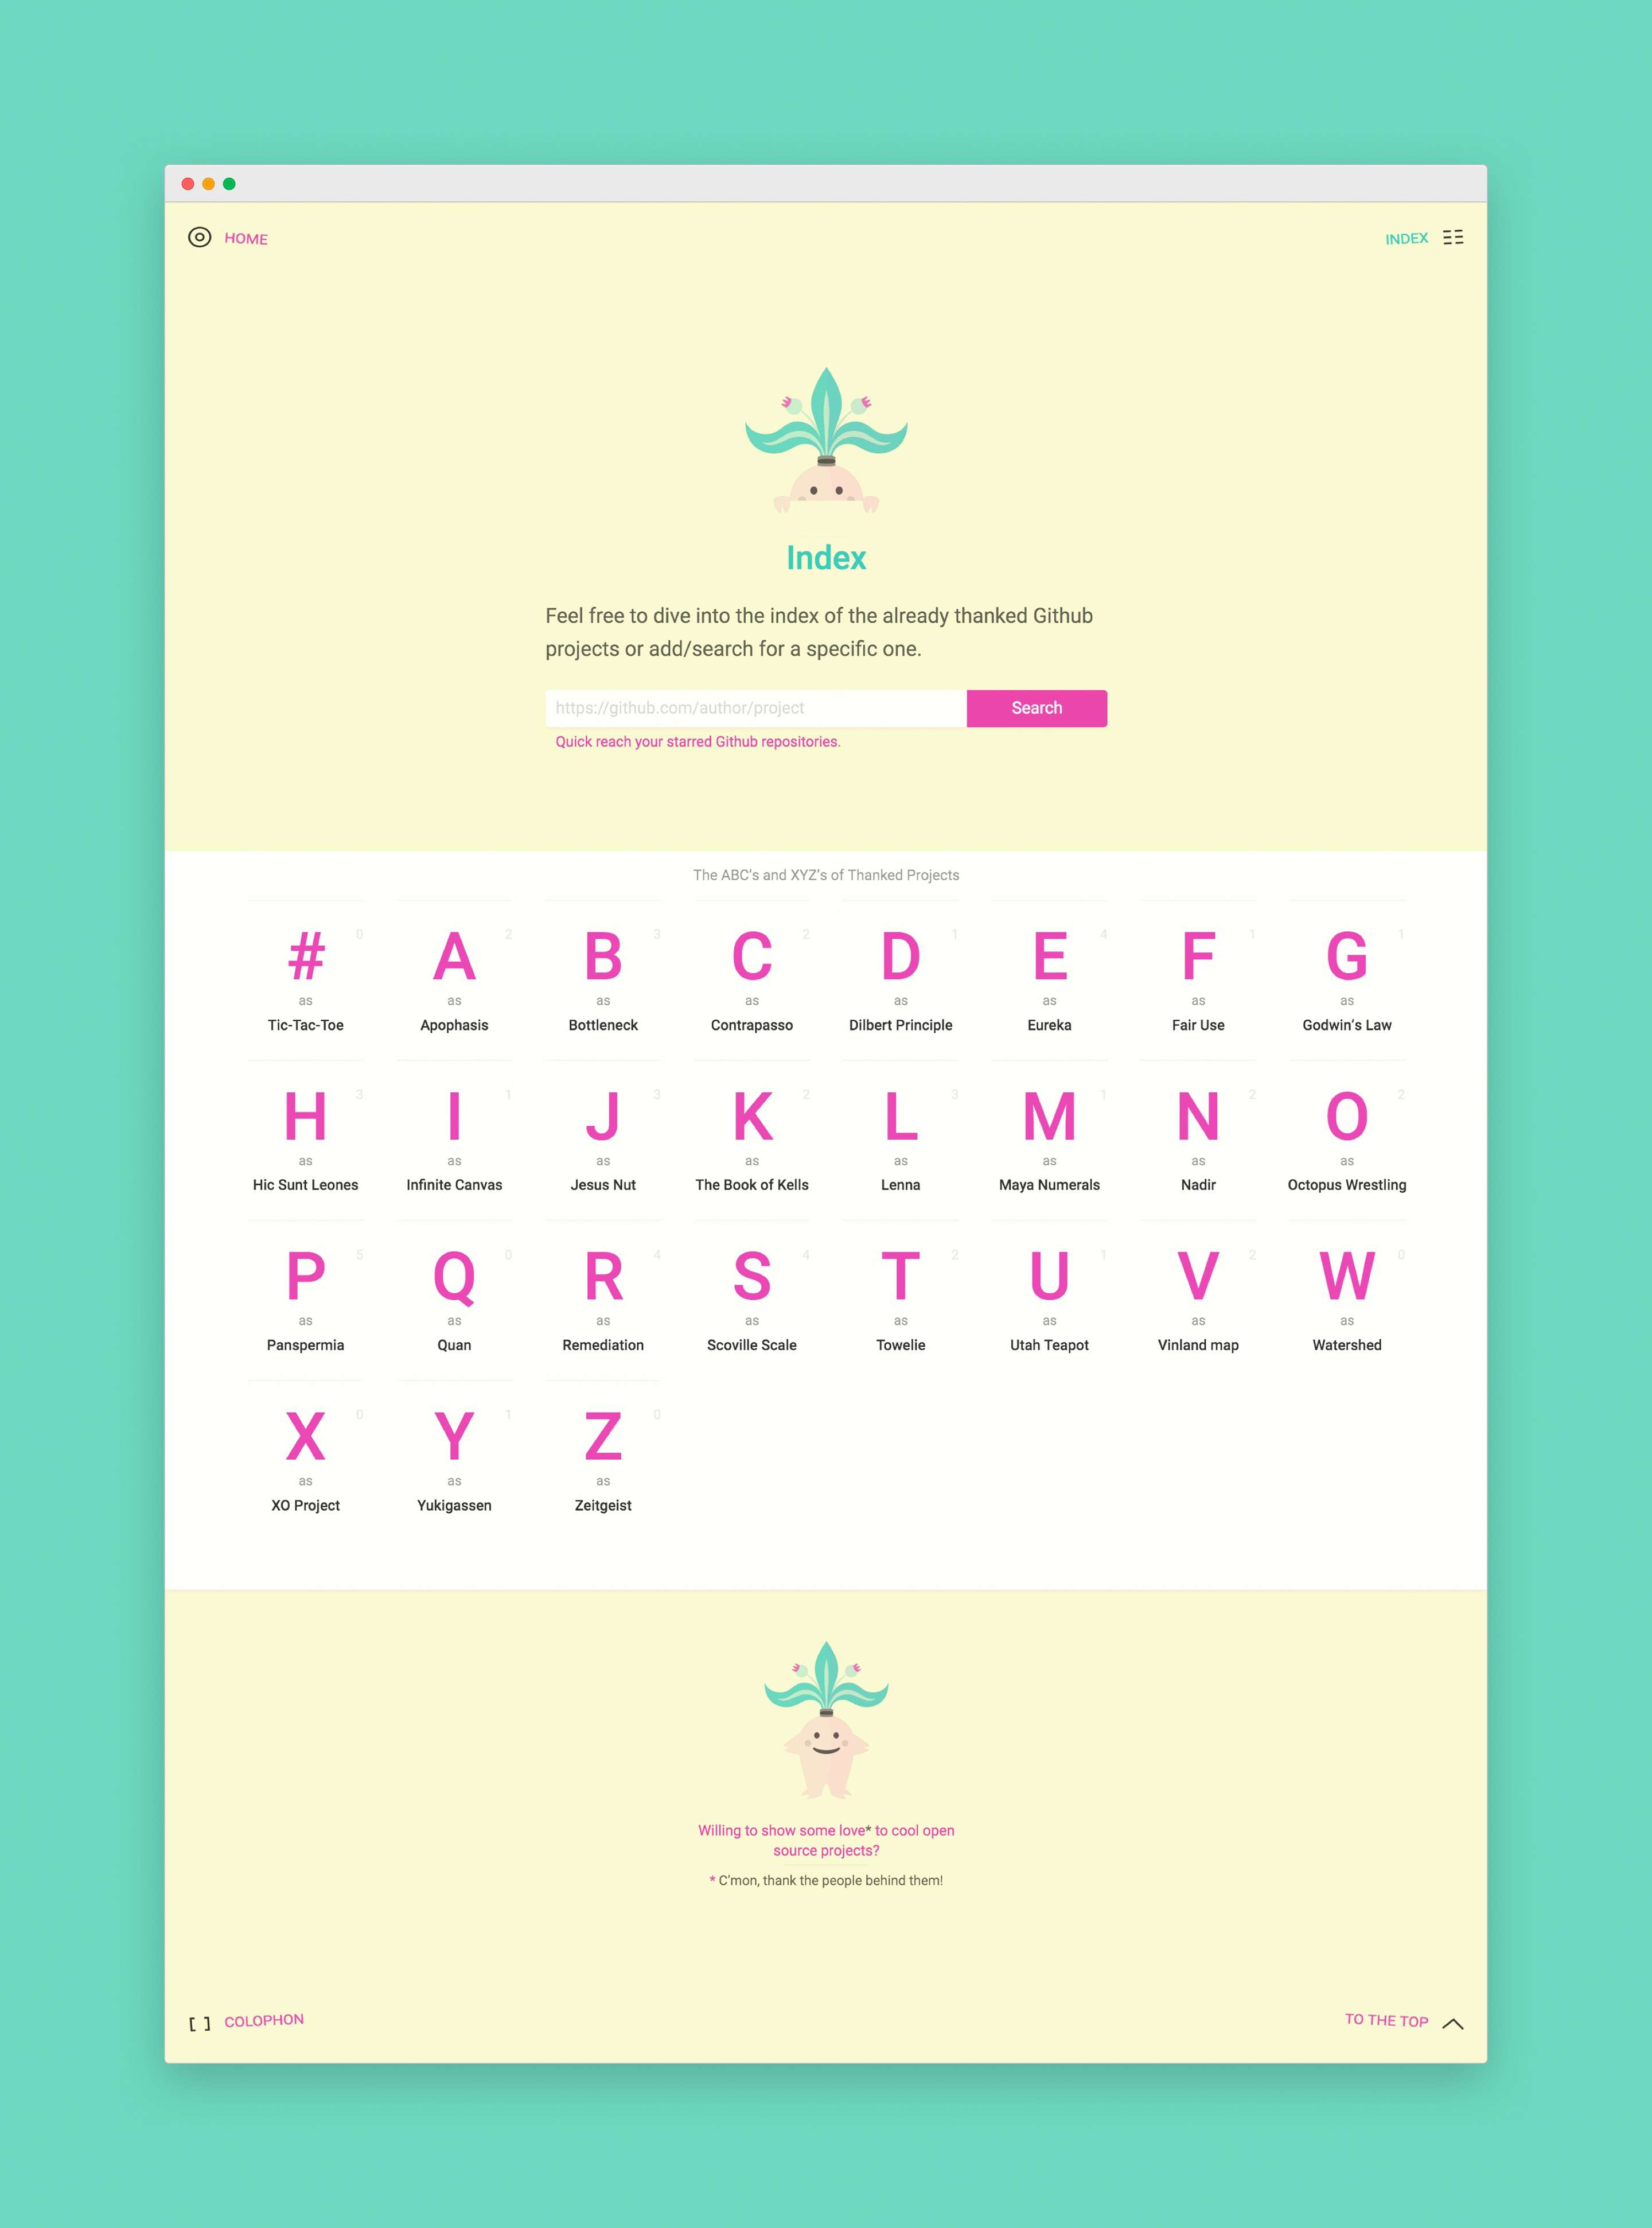 HOME
INDEX
Index
Feel free to dive into the index of the already thanked Github
projects or add/search for a specific one.
https://github.com/author/project
Search
Quick reach your starred Github repositories.
The ABC’s and XYZ’s of Thanked Projects
# 0
as
Tic-Tac-Toe
A 2
as
Apophasis
B 3
as
Bottleneck
C 2
as
Contrapasso
D 1
as
Dilbert Principle
E 4
as
Eureka
F 1
as
Fair Use
G 1
as
Godwin’s Law
H 3
as
Hic Sunt Leones
I 1
as
Infinite Canvas
J 3
as
Jesus Nut
K 2
as
The Book of Kells
L 3
as
Lenna
M 1
as
Maya Numerals
N 2
as
Nadir
O 2
as
Octopus Wrestling
P 5
as
Panspermia
Q 0
as
Quan
R 4
as
Remediation
S 4
as
Scoville Scale
T 2
as
Towelie
U 1
as
Utah Teapot
V 2
as
Vinland map
W 0
as
Watershed
X 0
as
XO Project
Y 1
as
Yukigassen
Z 0
as
Zeitgeist
Willing to show some love* to cool open
source projects?
* C’mon, thank the people behind them!
[ ] COLOPHON
TO THE TOP